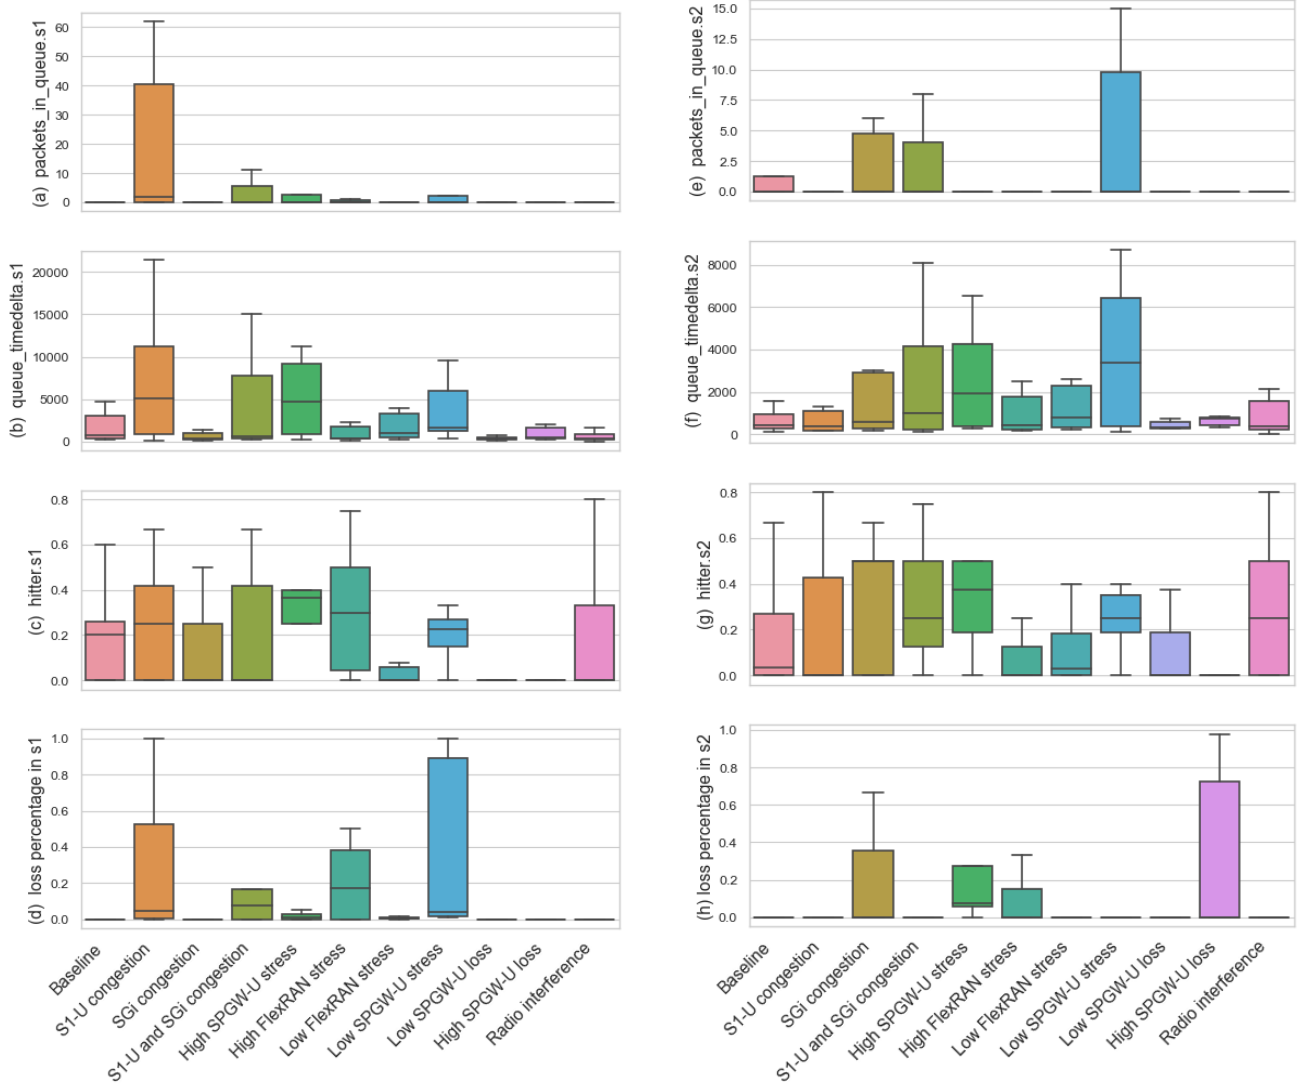 (a) packets_in_queue.s1
60
50
40
30
20
10
0
(b) queue_timedelta.s1
20000
15000
10000
5000
0
(c) hitter.s1
0.8
0.6
0.4
0.2
0.0
(d) loss percentage in s1
1.0
0.8
0.6
0.4
0.2
0.0
Baseline
S1-U congestion
SGi congestion
S1-U and SGi congestion
High SPGW-U stress
High FlexRAN stress
Low FlexRAN stress
Low SPGW-U stress
Low SPGW-U loss
High SPGW-U loss
Radio interference
(e) packets_in_queue.s2
15.0
12.5
10.0
7.5
5.0
2.5
0.0
(f) queue_timedelta.s2
8000
6000
4000
2000
0
(g) hitter.s2
0.8
0.6
0.4
0.2
0.0
(h) loss percentage in s2
1.0
0.8
0.6
0.4
0.2
0.0
Baseline
S1-U congestion
SGi congestion
S1-U and SGi congestion
High SPGW-U stress
High FlexRAN stress
Low FlexRAN stress
Low SPGW-U stress
Low SPGW-U loss
High SPGW-U loss
Radio interference